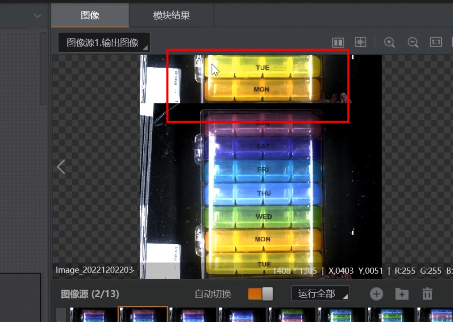 图像
模块结果
图像源1.输出图像
1:1
TUE
MON
SAT
FRI
THU
WED
MON
TUE
Image_20221202203
1408 * 1305 | X,0403 Y,0051 | R:255 G:255 B:
图像源 (2/13)
自动切换
运行全部